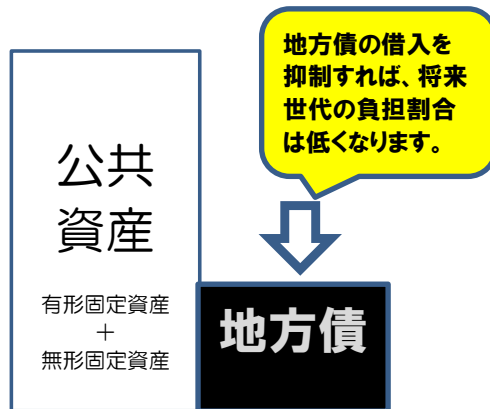 地方債の借入を
抑制すれば、将来
世代の負担割合
は低くなります。
公共
資産
有形固定資産
＋
無形固定資産
地方債